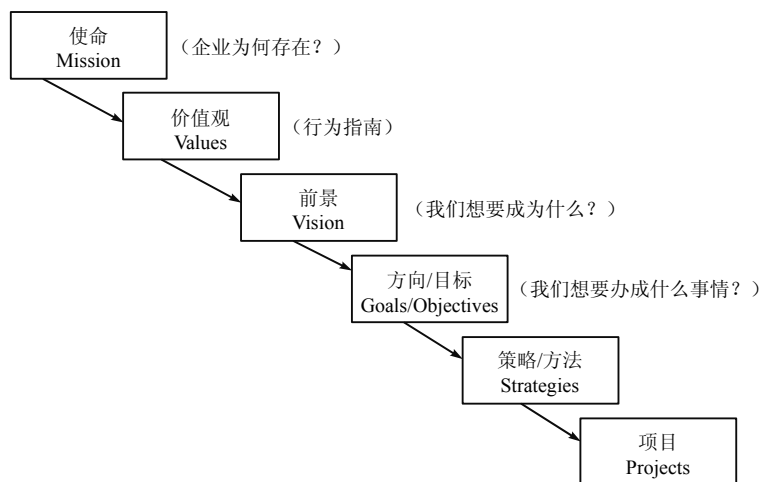 使命
Mission
（企业为何存在？）
价值观
Values
（行为指南）
前景
Vision
（我们想要成为什么？）
方向/目标
Goals/Objectives
（我们想要办成什么事情？）
策略/方法
Strategies
项目
Projects